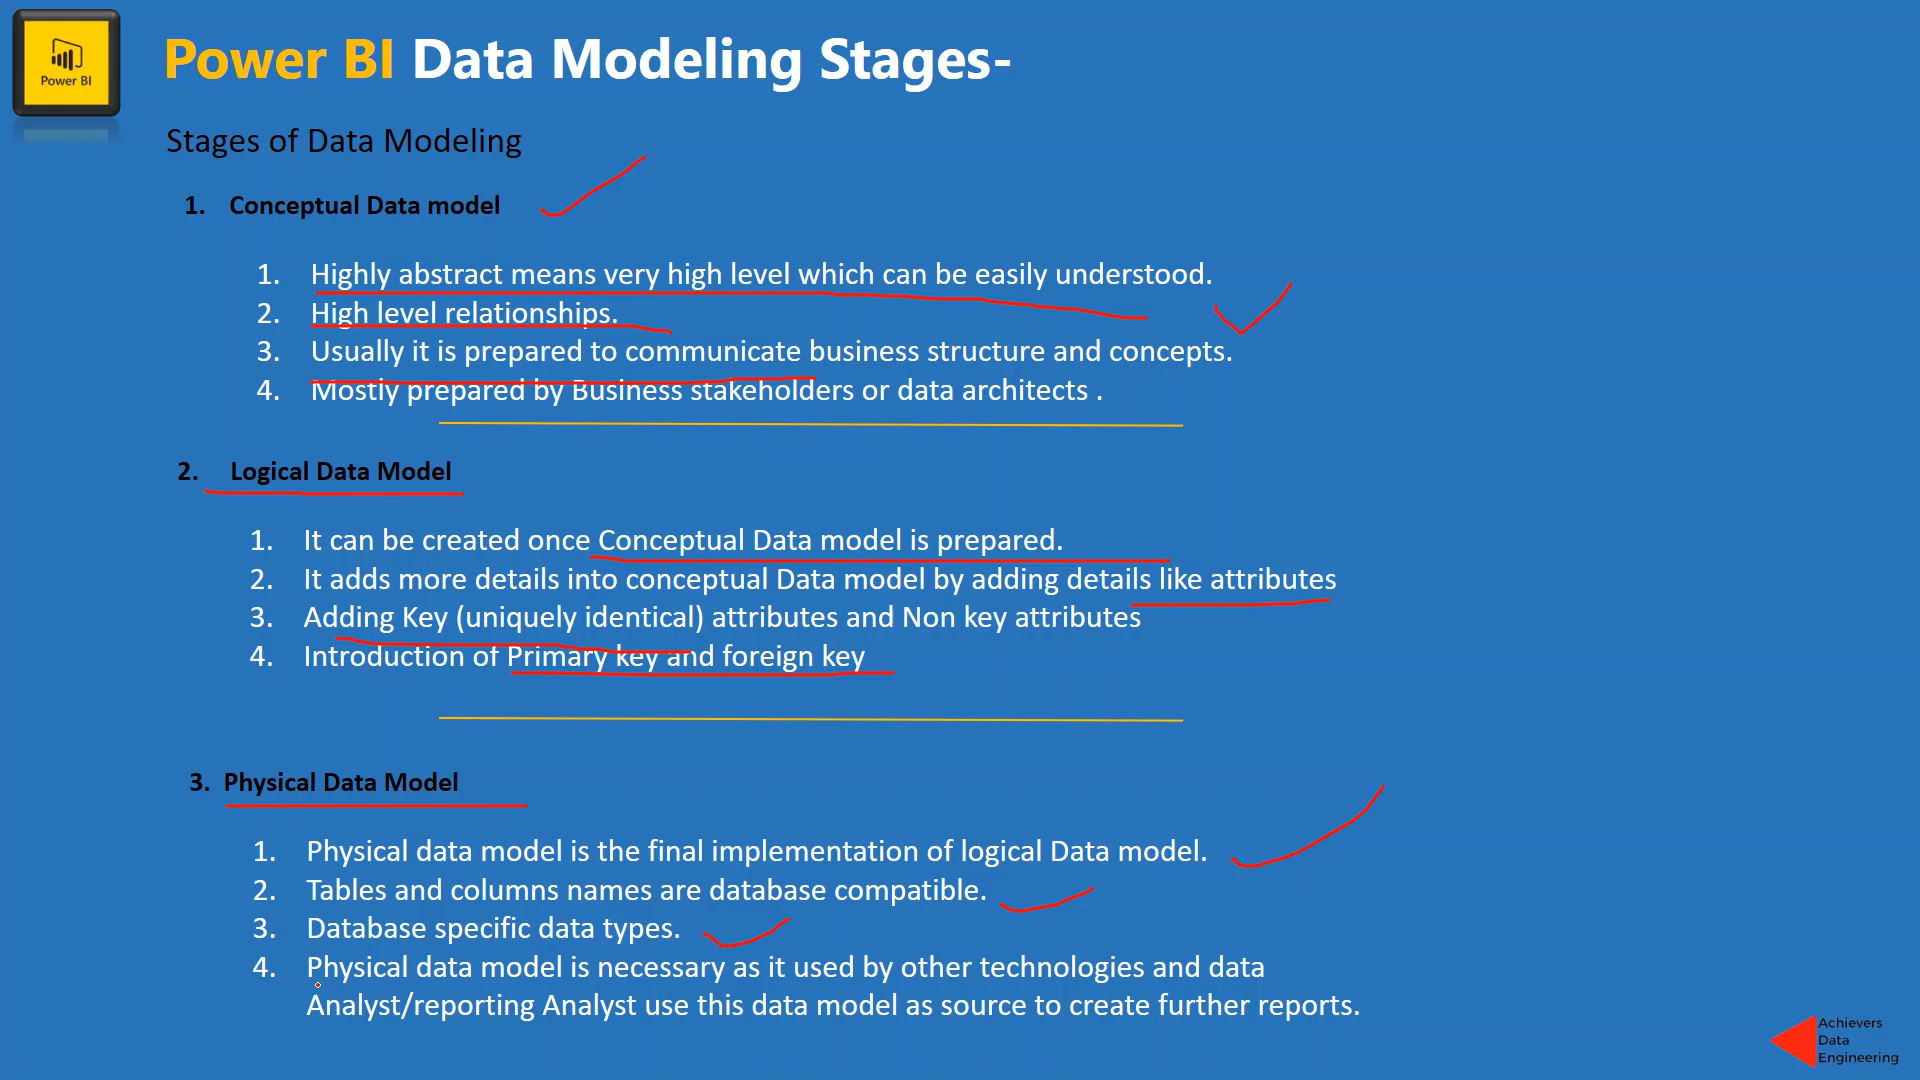 Power BI
Power BI Data Modeling Stages-
Stages of Data Modeling
1. Conceptual Data model
1. Highly abstract means very high level which can be easily understood.
2. High level relationships.
3. Usually it is prepared to communicate business structure and concepts.
4. Mostly prepared by Business stakeholders or data architects .
2. Logical Data Model
1. It can be created once Conceptual Data model is prepared.
2. It adds more details into conceptual Data model by adding details like attributes
3. Adding Key (uniquely identical) attributes and Non key attributes
4. Introduction of Primary key and foreign key
3. Physical Data Model
1. Physical data model is the final implementation of logical Data model.
2. Tables and columns names are database compatible.
3. Database specific data types.
4. Physical data model is necessary as it used by other technologies and data
Analyst/reporting Analyst use this data model as source to create further reports.
Achievers
Data
Engineering